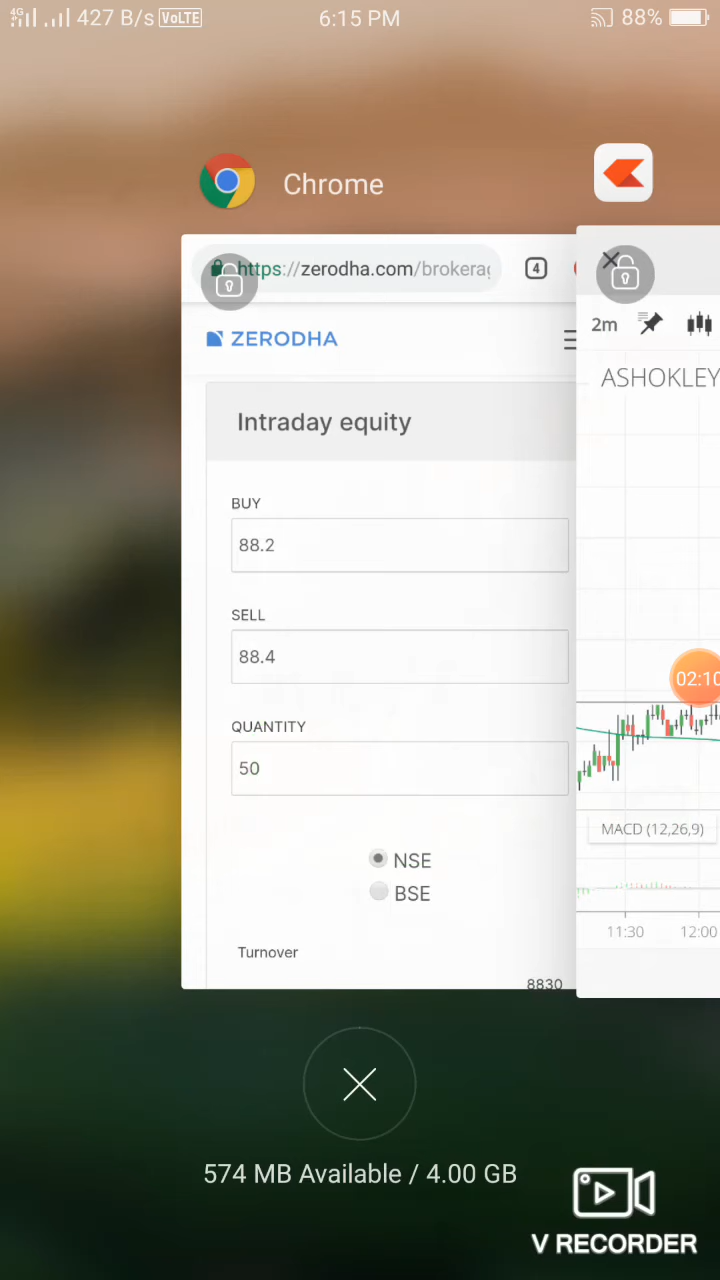 4G 427 B/s VoLTE 6:15 PM 88%
Chrome
https://zerodha.com/brokerag 4
ZERODHA
2m
ASHOKLEY
Intraday equity
BUY
88.2
SELL
88.4
02:10
QUANTITY
50
MACD (12,26,9)
NSE
BSE
11:30 12:00
Turnover
8830
574 MB Available / 4.00 GB
V RECORDER